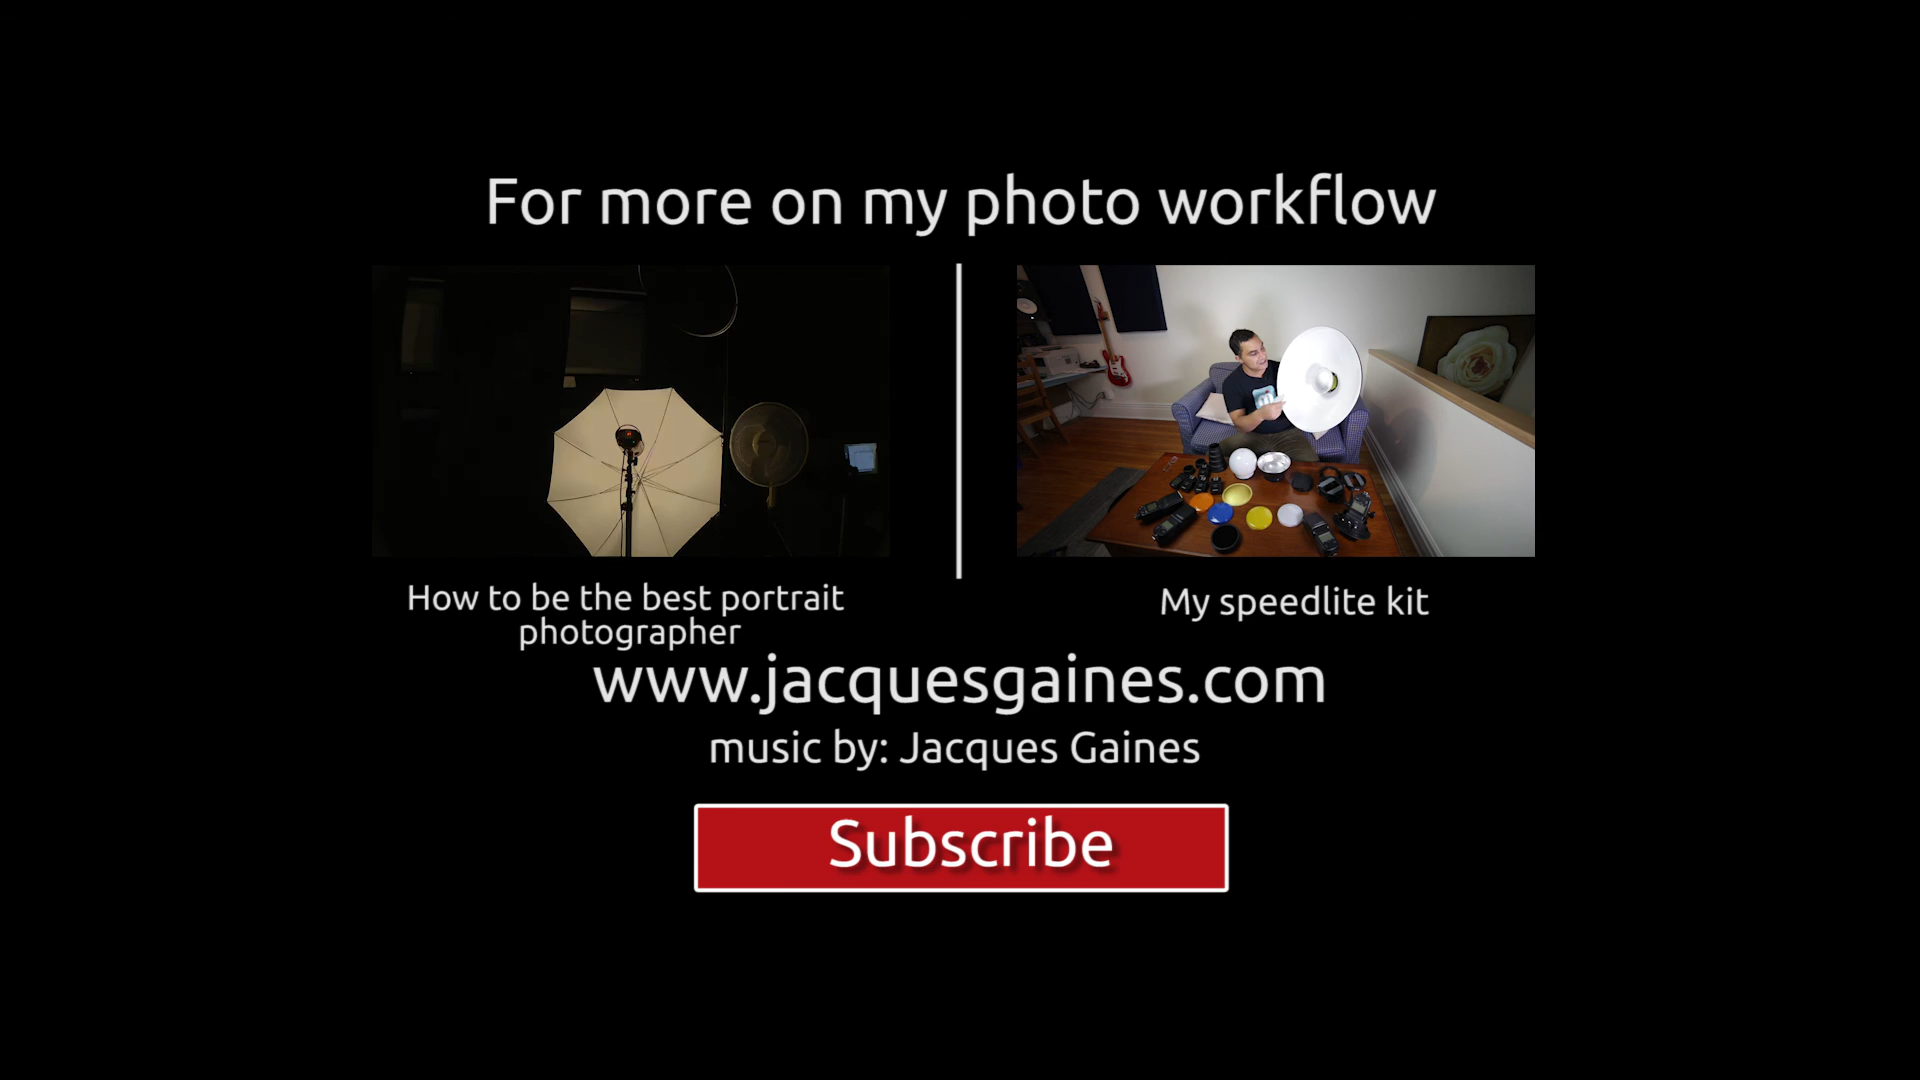 For more on my photo workflow
How to be the best portrait
photographer
My speedlite kit
www.jacquesgaines.com
music by: Jacques Gaines
Subscribe